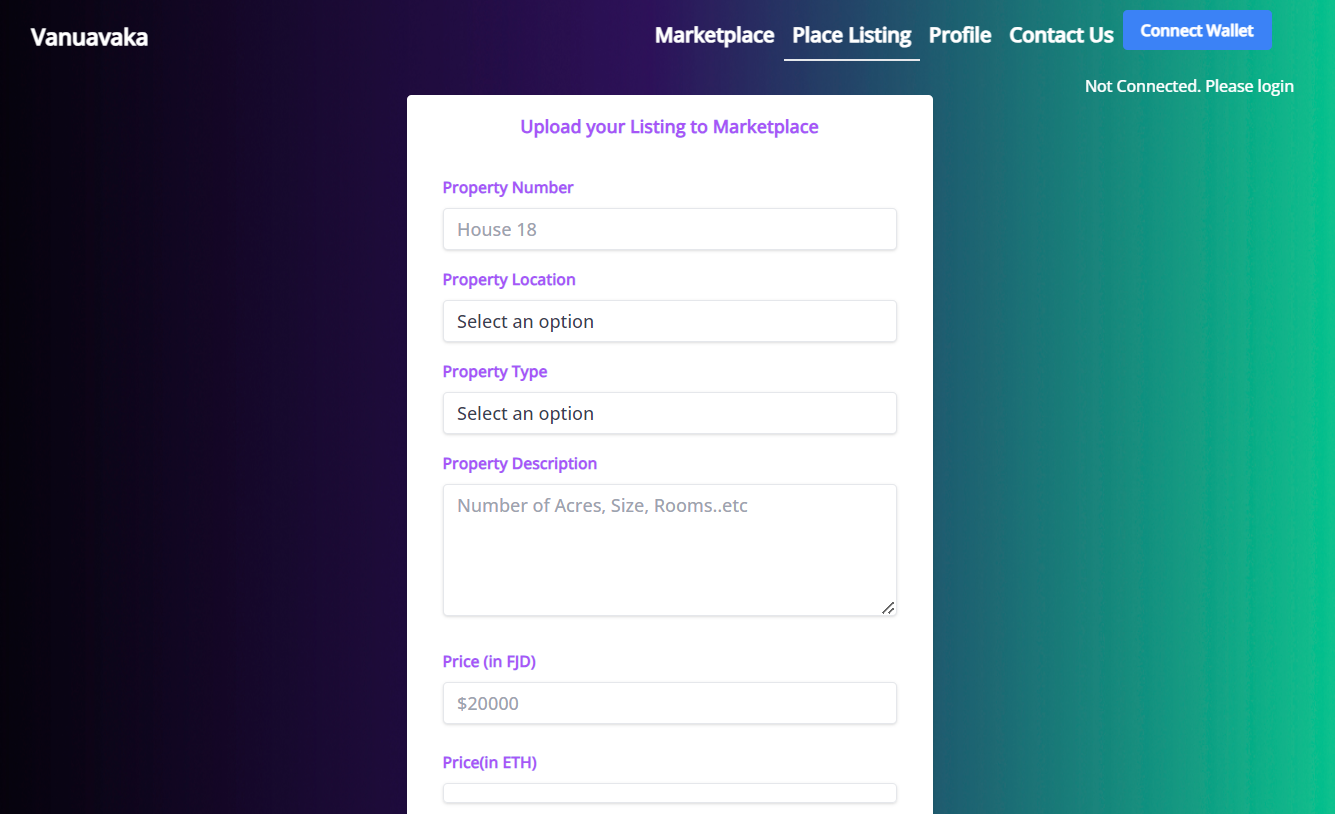 Vanuavaka
Marketplace Place Listing Profile Contact Us Connect Wallet
Not Connected. Please login
Upload your Listing to Marketplace
Property Number
House 18
Property Location
Select an option
Property Type
Select an option
Property Description
Number of Acres, Size, Rooms..etc
Price (in FJD)
$20000
Price(in ETH)